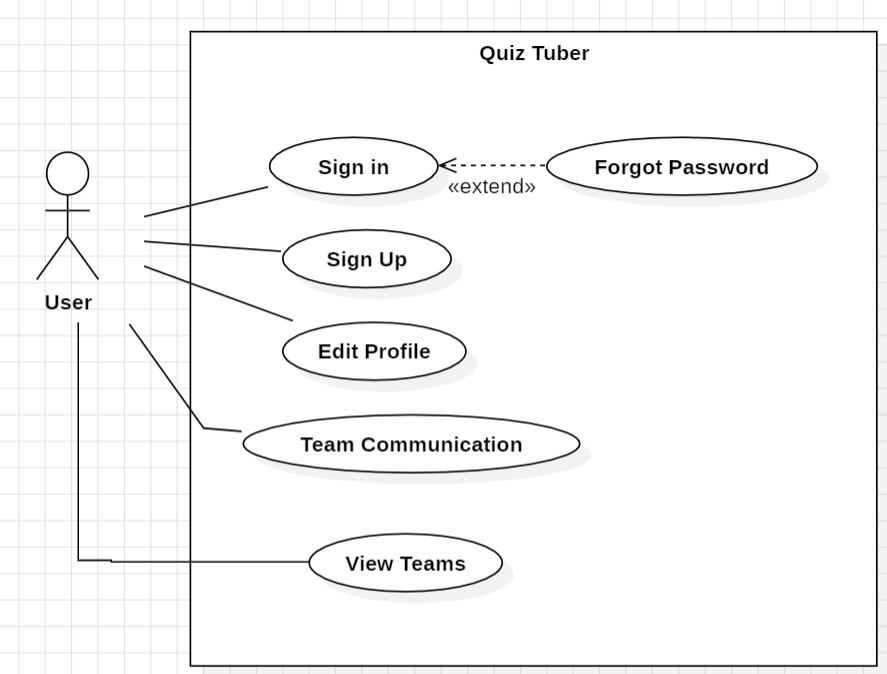 Quiz Tuber
Sign in
Forgot Password
«extend»
Sign Up
User
Edit Profile
Team Communication
View Teams